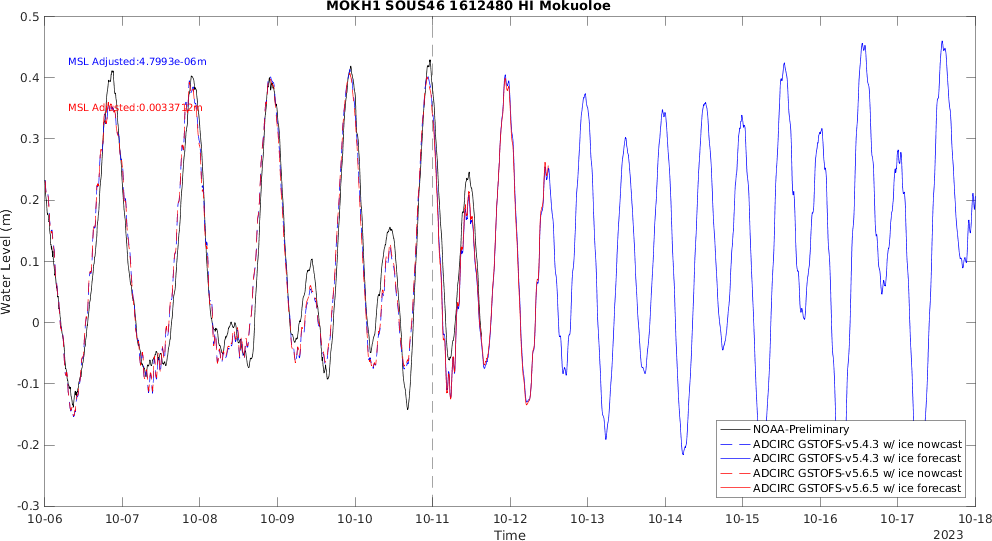 MOKH1 SOUS46 1612480 HI Mokuoloe
0.5
MSL Adjusted:4.7993e-06m
0.4
MSL Adjusted:0.0033712m
0.3
0.2
Water Level (m)
0.1
0
-0.1
-0.2
-0.3
NOAA-Preliminary
ADCIRC GSTOFS-v5.4.3 w/ ice nowcast
ADCIRC GSTOFS-v5.4.3 w/ ice forecast
ADCIRC GSTOFS-v5.6.5 w/ ice nowcast
ADCIRC GSTOFS-v5.6.5 w/ ice forecast
10-06 10-07 10-08 10-09 10-10 10-11 10-12 10-13 10-14 10-15 10-16 10-17 10-18
Time
2023